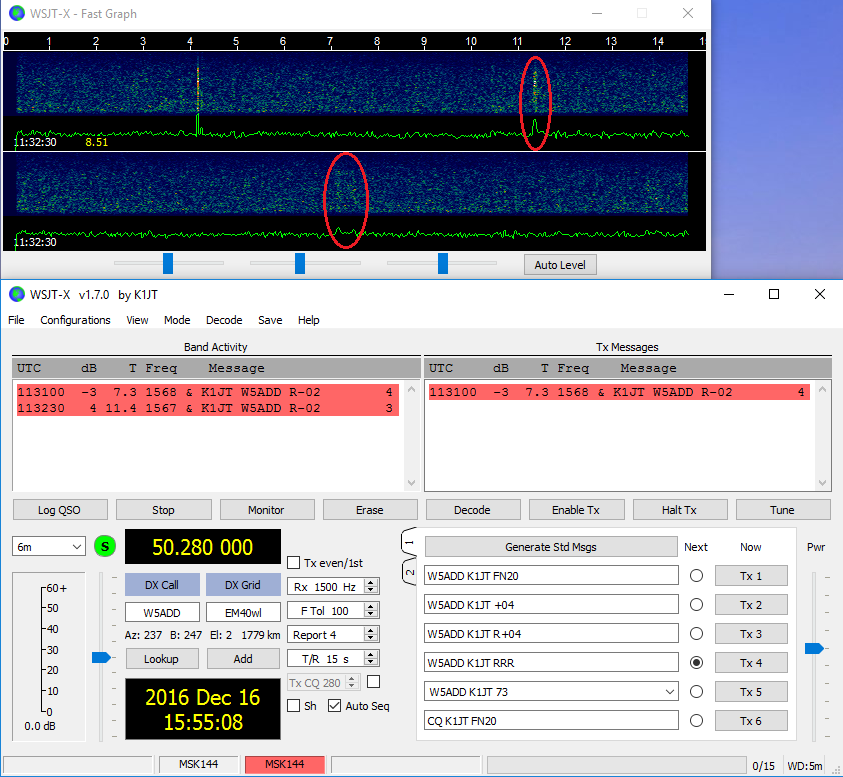 WSJT-X - Fast Graph
0 1 2 3 4 5 6 7 8 9 10 11 12 13 14
11:32:30 8.51
11:32:30
Auto Level
WSJT-X v1.7.0 by K1JT
File Configurations View Mode Decode Save Help
Band Activity
UTC dB T Freq Message
113100 -3 7.3 1568 & K1JT W5ADD R-02 4
113230 4 11.4 1567 & K1JT W5ADD R-02 3
Tx Messages
UTC dB T Freq Message
113100 -3 7.3 1568 & K1JT W5ADD R-02 4
Log QSO Stop Monitor Erase Decode Enable Tx Halt Tx Tune
6m
S
50.280 000
DX Call DX Grid
W5ADD EM40wl
Az: 237 B: 247 El: 2 1779 km
Lookup Add
2016 Dec 16
15:55:08
60+
50
40
30
20
10
0
0.0 dB
Tx even/1st
Rx 1500 Hz
F Tol 100
Report 4
T/R 15 s
Tx CQ 280
Sh Auto Seq
1
2
Generate Std Msgs Next Now Pwr
W5ADD K1JT FN20 Tx 1
W5ADD K1JT +04 Tx 2
W5ADD K1JT R+04 Tx 3
W5ADD K1JT RRR Tx 4
W5ADD K1JT 73 Tx 5
CQ K1JT FN20 Tx 6
MSK144 MSK144 0/15 WD:5m